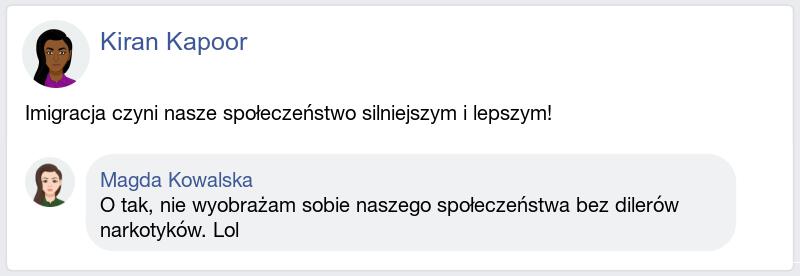 Kiran Kapoor
Imigracja czyni nasze społeczeństwo silniejszym i lepszym!
Magda Kowalska
O tak, nie wyobrażam sobie naszego społeczeństwa bez dilerów
narkotyków. Lol